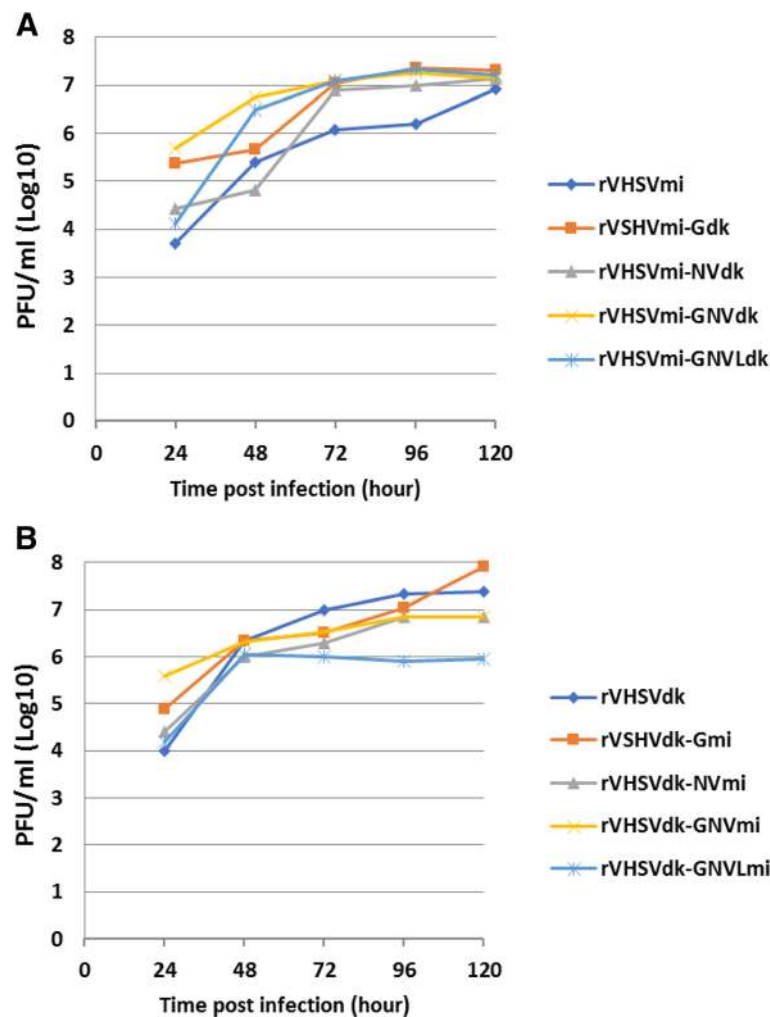 A
8
7
6
5
4
3
2
1
0
PFU/ml (Log10)
0 24 48 72 96 120
Time post infection (hour)
rVHSVmi
rVSHVmi-Gdk
rVHSVmi-NVdk
rVHSVmi-GNVdk
rVHSVmi-GNVLdk
B
8
7
6
5
4
3
2
1
0
PFU/ml (Log10)
0 24 48 72 96 120
Time post infection (hour)
rVHSVdk
rVSHVdk-Gmi
rVHSVdk-NVmi
rVHSVdk-GNVmi
rVHSVdk-GNVLmi